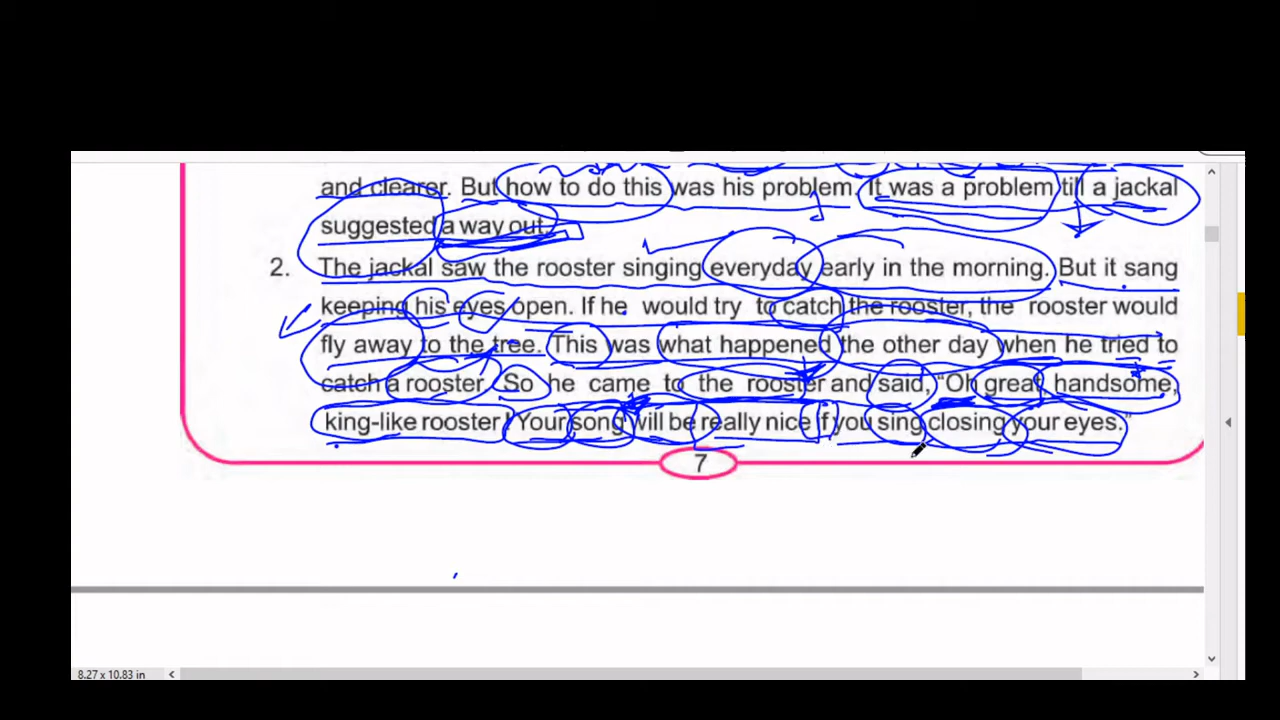 and clearer. But how to do this was his problem. It was a problem till a jackal
suggested a way out.
2. The jackal saw the rooster singing everyday early in the morning. But it sang
keeping his eyes open. If he would try to catch the rooster, the rooster would
fly away to the tree. This was what happened the other day when he tried to
catch a rooster. So he came to the rooster and said, "Oh great handsome,
king-like rooster! Your song will be really nice if you sing closing your eyes."
7
8.27 x 10.83 in